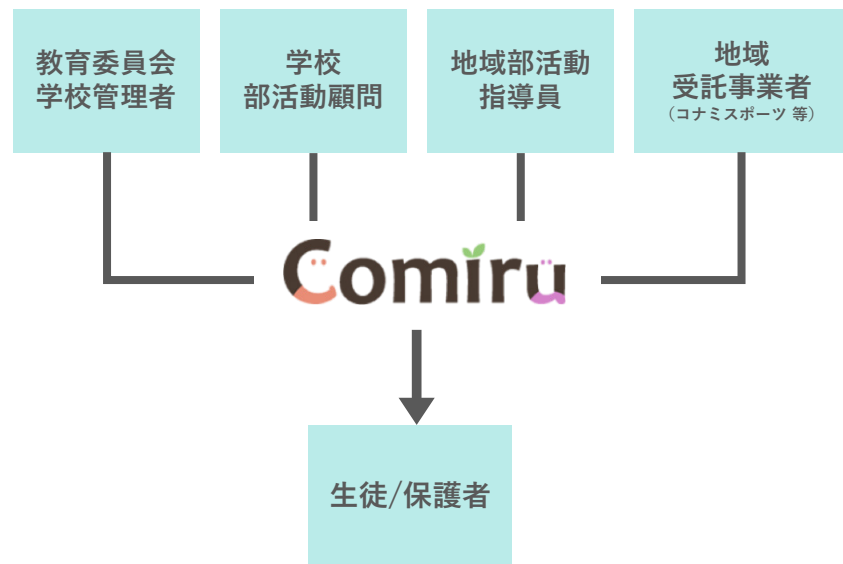 教育委員会
学校管理者
学校
部活動顧問
地域部活動
指導員
地域
受託事業者
（コナミスポーツ 等）
Comiru
生徒/保護者